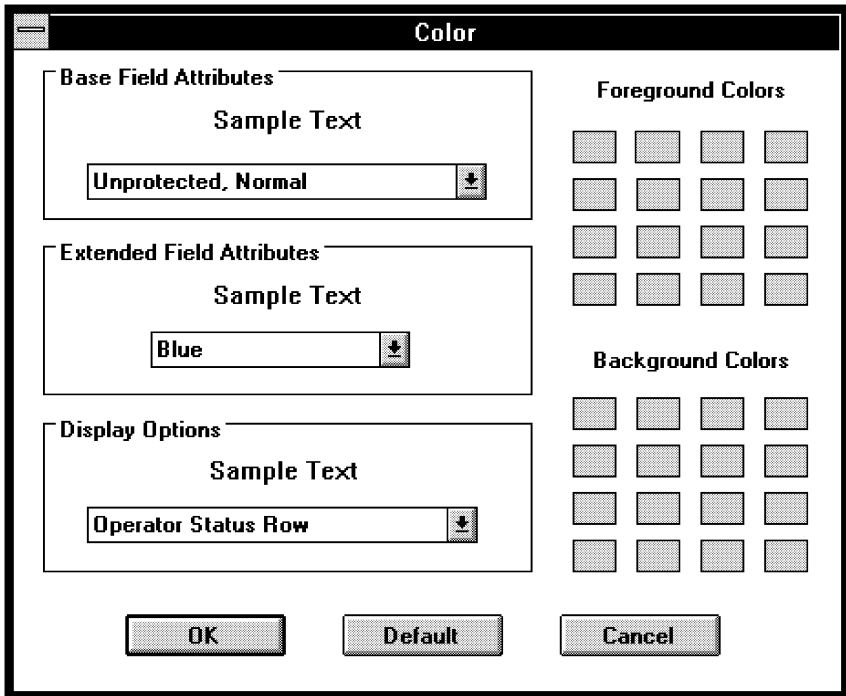 Color
Base Field Attributes
Sample Text
Unprotected, Normal
Extended Field Attributes
Sample Text
Blue
Display Options
Sample Text
Operator Status Row
Foreground Colors
Background Colors
OK
Default
Cancel